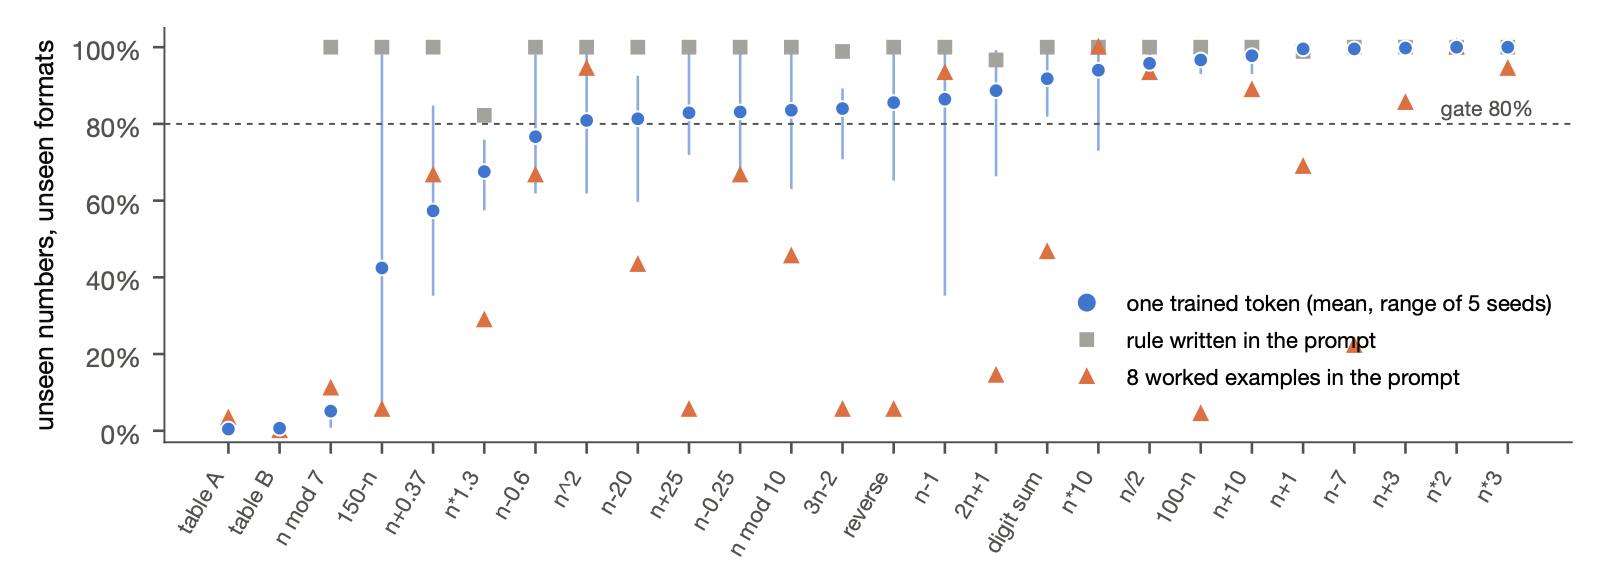 unseen numbers, unseen formats
100%
80%
60%
40%
20%
0%
gate 80%
one trained token (mean, range of 5 seeds)
rule written in the prompt
8 worked examples in the prompt
table A
table B
n mod 7
150-n
n+0.37
n*1.3
n-0.6
n^2
n-20
n+25
n-0.25
n mod 10
3n-2
reverse
n-1
2n+1
digit sum
n*10
n/2
100-n
n+10
n+1
n-7
n+3
n*2
n*3